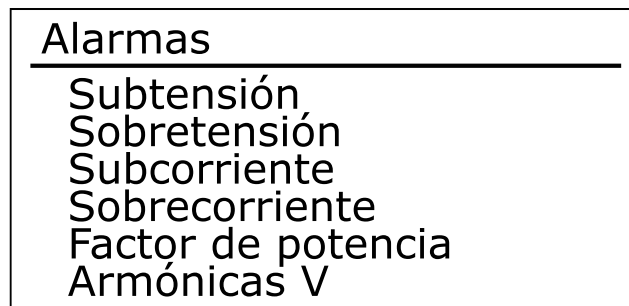 Alarmas
Subtensión
Sobretensión
Subcorriente
Sobrecorriente
Factor de potencia
Armónicas V